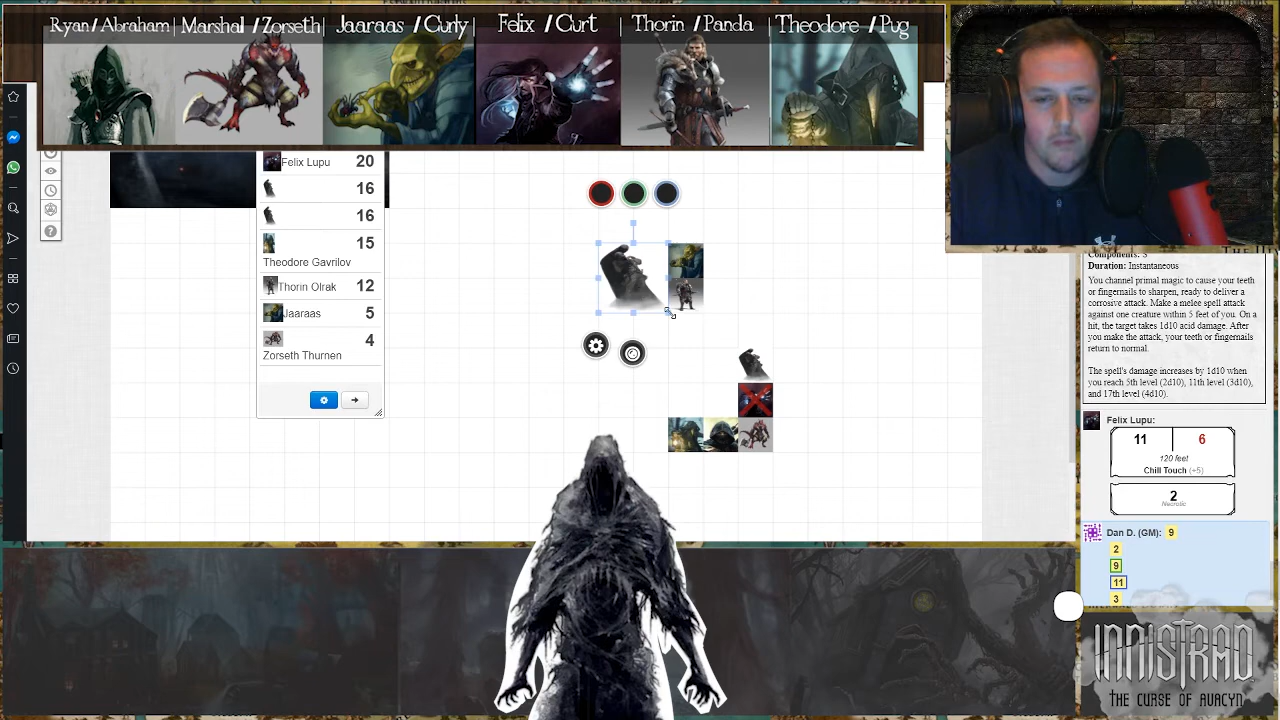 Ryan / Abraham
Marshal / Zorseth
Jaaraas / Curly
Felix / Curt
Thorin / Panda
Theodore / Pug
Felix Lupu 20
16
16
15
Theodore Gavrilov
Thorin Olrak 12
Jaaraas 5
4
Zorseth Thurnen
Components: S
Duration: Instantaneous
You channel primal magic to cause your teeth
or fingernails to sharpen, ready to deliver a
corrosive attack. Make a melee spell attack
against one creature within 5 feet of you. On a
hit, the target takes 1d10 acid damage. After
you make the attack, your teeth or fingernails
return to normal.
The spell's damage increases by 1d10 when
you reach 5th level (2d10), 11th level (3d10),
and 17th level (4d10).
Felix Lupu:
11 6
120 feet
Chill Touch (+5)
2
Necrotic
Dan D. (GM): 9
2
9
11
3
INNISTRAD
THE CURSE OF AVACYN